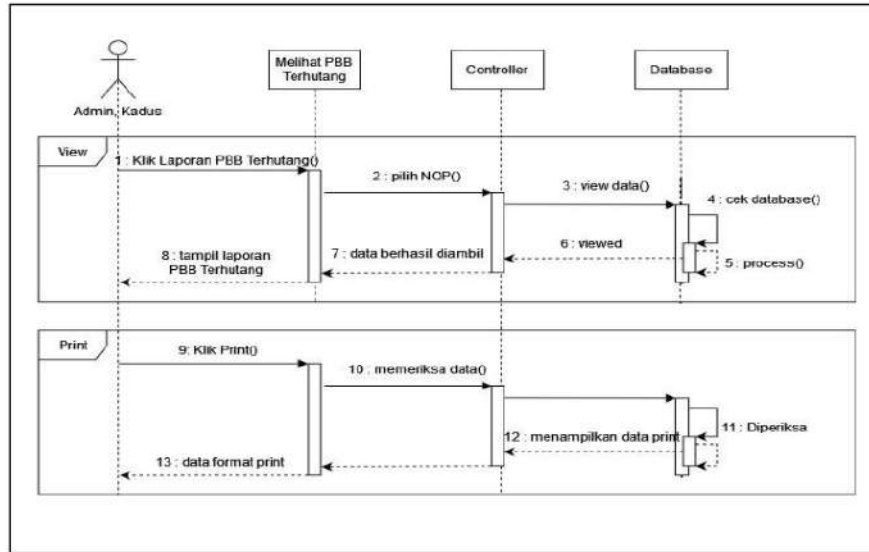 Melihat PBB
Terhutang
Controller
Database
Admin, Kadus
View
1 : Klik Laporan PBB Terhutang()
2 : pilih NOP()
3 : view data()
4 : cek database()
5 : process()
6 : viewed
7 : data berhasil diambil
8 : tampil laporan
PBB Terhutang
Print
9: Klik Print()
10 : memeriksa data()
11 : Diperiksa
12 : menampilkan data print
13 : data format print